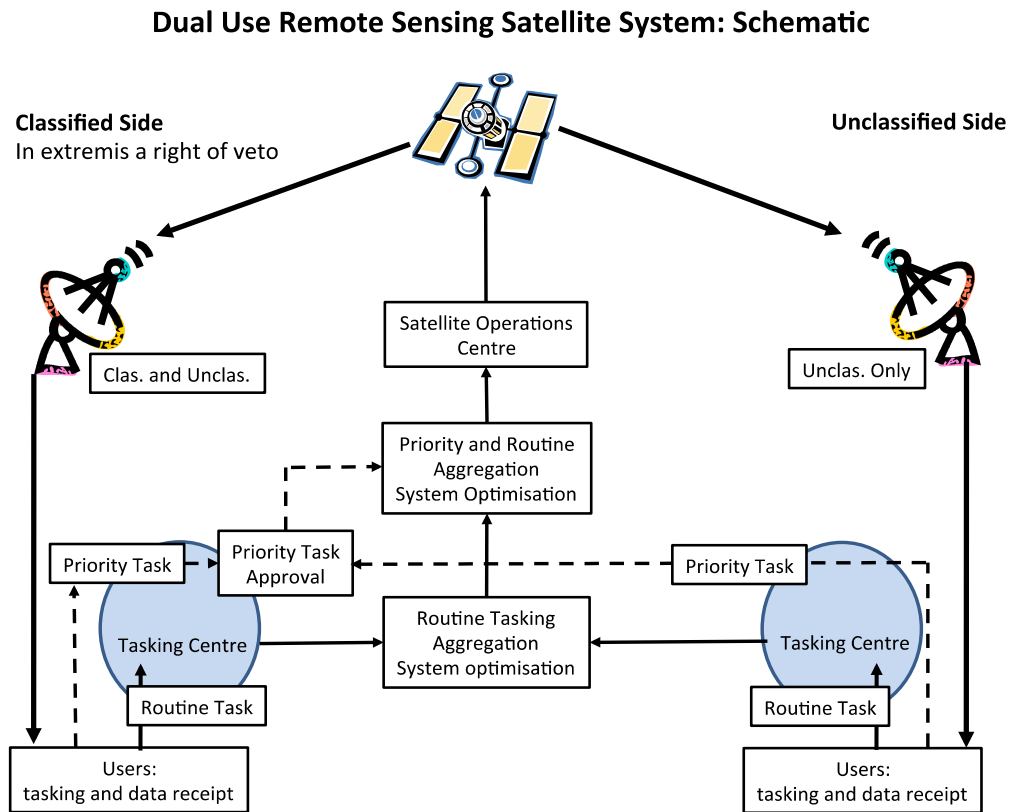 Dual Use Remote Sensing Satellite System: Schematic
Classified Side
In extremis a right of veto
Unclassified Side
Satellite Operations
Centre
Clas. and Unclas.
Unclas. Only
Priority and Routine
Aggregation
System Optimisation
Priority Task
Priority Task
Approval
Priority Task
Tasking Centre
Routine Tasking
Aggregation
System optimisation
Tasking Centre
Routine Task
Routine Task
Users:
tasking and data receipt
Users:
tasking and data receipt